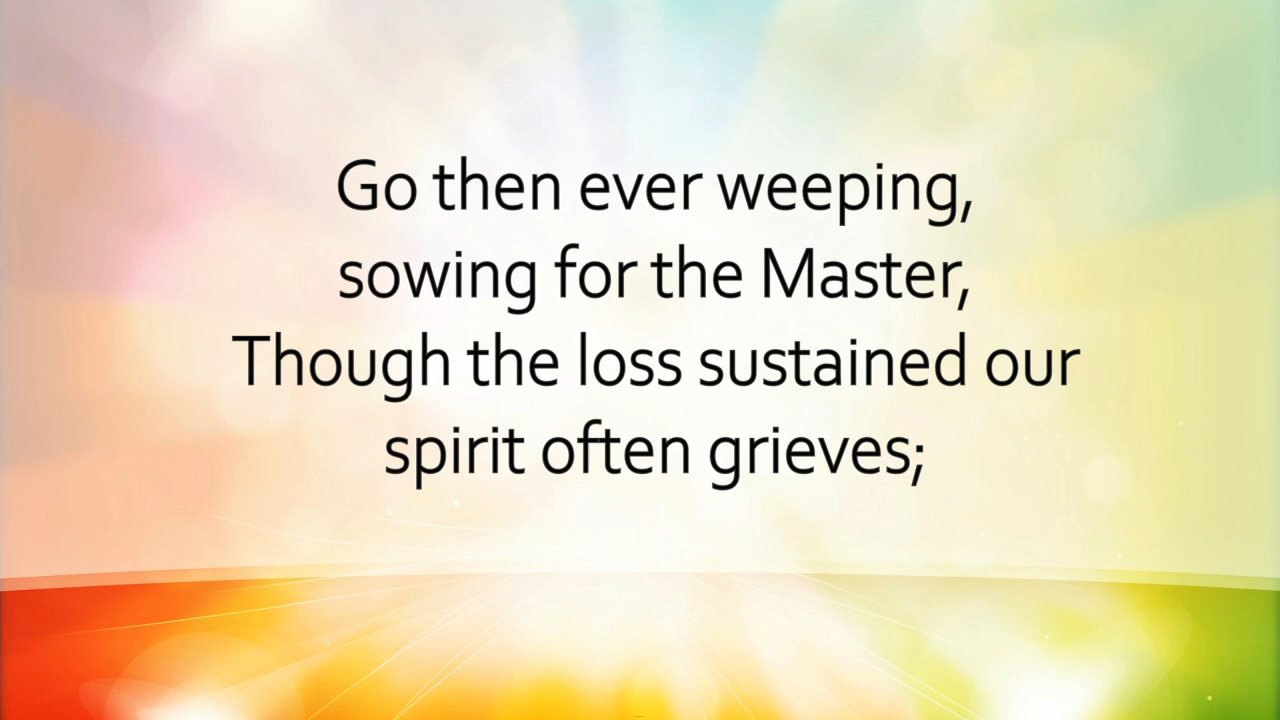 Go then ever weeping,
sowing for the Master,
Though the loss sustained our
spirit often grieves;